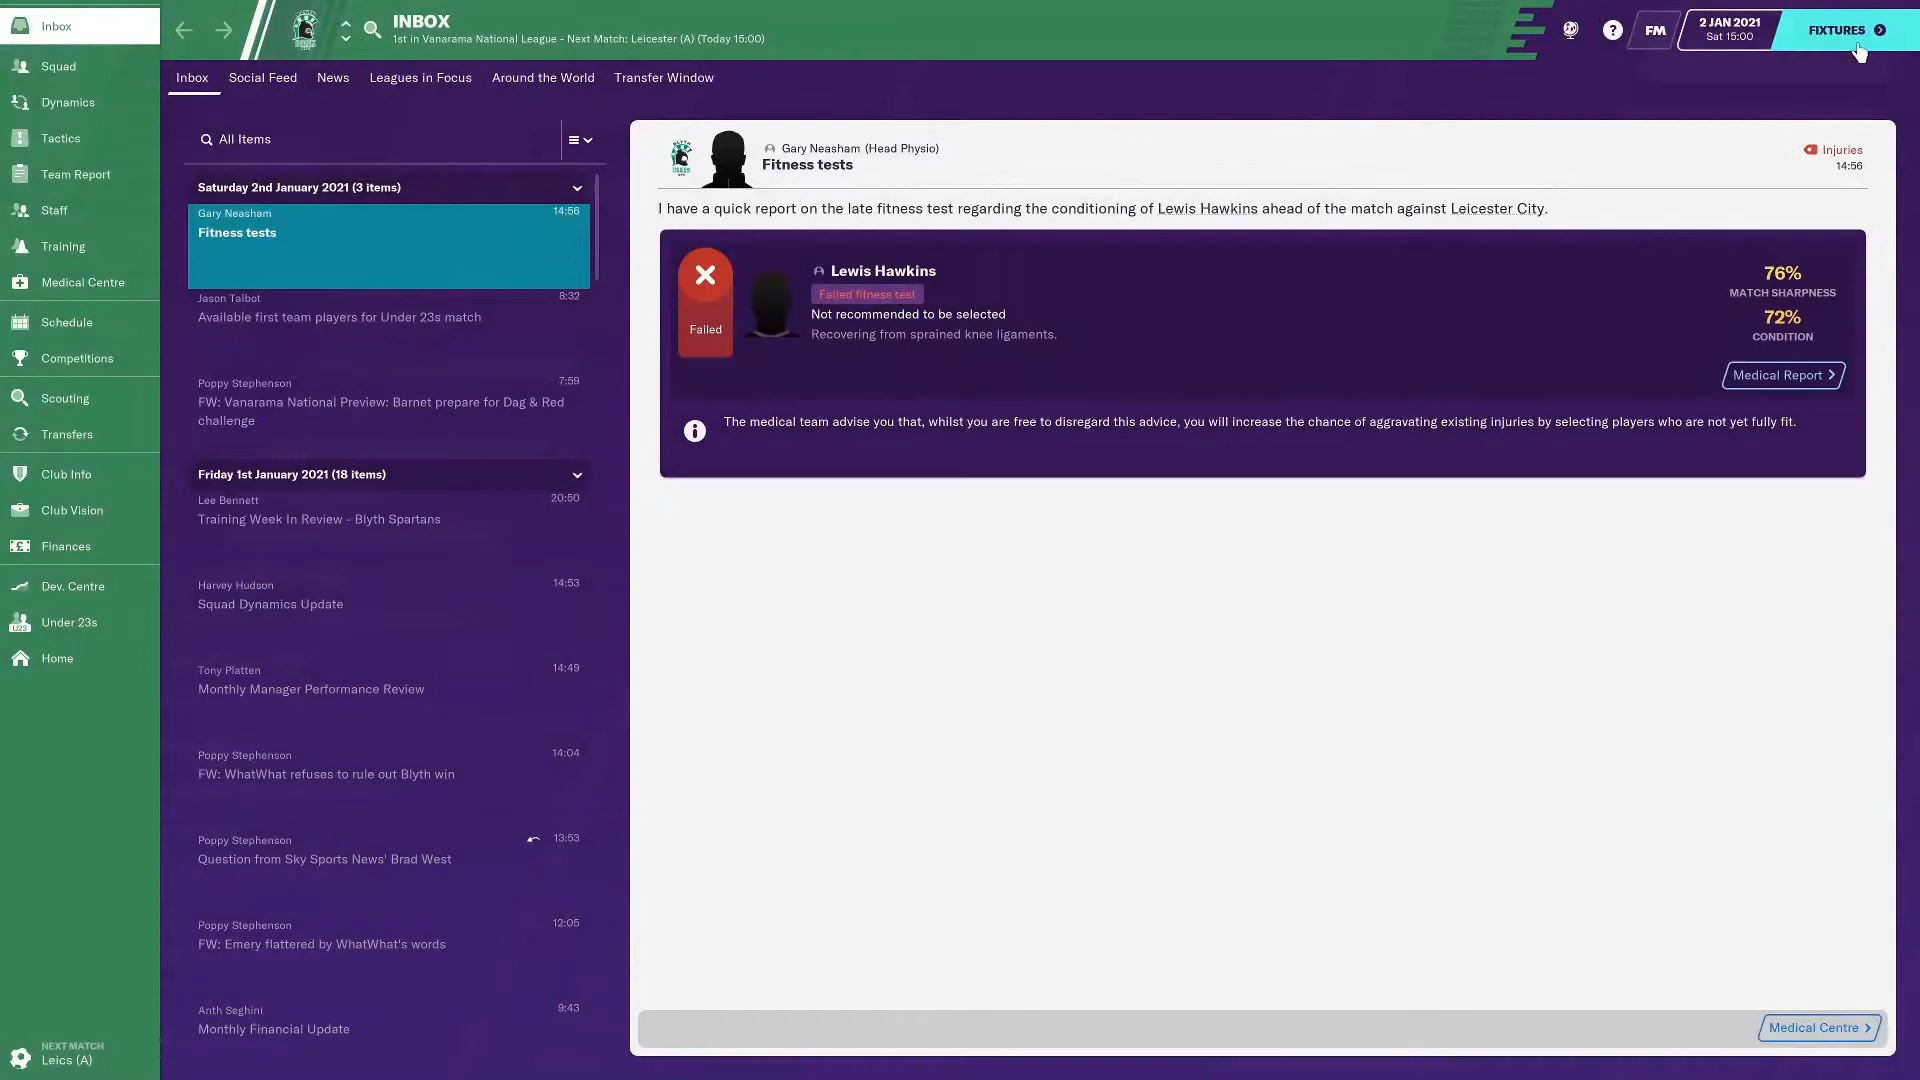 Inbox
Squad
Dynamics
Tactics
Team Report
Staff
Training
Medical Centre
Schedule
Competitions
Scouting
Transfers
Club Info
Club Vision
Finances
Dev. Centre
U23
Under 23s
Home
NEXT MATCH
Leics (A)
INBOX
1st in Vanarama National League - Next Match: Leicester (A) (Today 15:00)
?
FM
2 JAN 2021
Sat 15:00
FIXTURES
Inbox
Social Feed
News
Leagues in Focus
Around the World
Transfer Window
All Items
Saturday 2nd January 2021 (3 items)
Gary Neasham 14:56
Fitness tests
Jason Talbot 8:32
Available first team players for Under 23s match
Poppy Stephenson 7:59
FW: Vanarama National Preview: Barnet prepare for Dag & Red
challenge
Friday 1st January 2021 (18 items)
Lee Bennett 20:50
Training Week In Review - Blyth Spartans
Harvey Hudson 14:53
Squad Dynamics Update
Tony Platten 14:49
Monthly Manager Performance Review
Poppy Stephenson 14:04
FW: WhatWhat refuses to rule out Blyth win
Poppy Stephenson 13:53
Question from Sky Sports News' Brad West
Poppy Stephenson 12:05
FW: Emery flattered by WhatWhat's words
Anth Seghini 9:43
Monthly Financial Update
Gary Neasham (Head Physio)
Fitness tests
Injuries
14:56
I have a quick report on the late fitness test regarding the conditioning of Lewis Hawkins ahead of the match against Leicester City.
Failed
Lewis Hawkins
Failed fitness test
Not recommended to be selected
Recovering from sprained knee ligaments.
76%
MATCH SHARPNESS
72%
CONDITION
Medical Report
The medical team advise you that, whilst you are free to disregard this advice, you will increase the chance of aggravating existing injuries by selecting players who are not yet fully fit.
Medical Centre